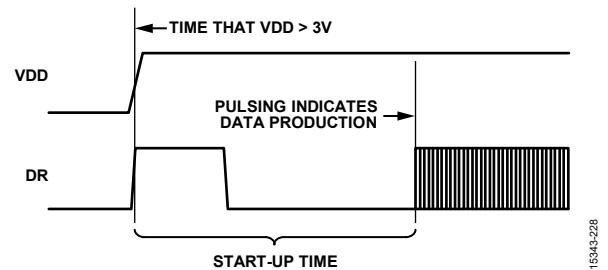 TIME THAT VDD > 3V
VDD
PULSING INDICATES
DATA PRODUCTION
DR
START-UP TIME
15343-228